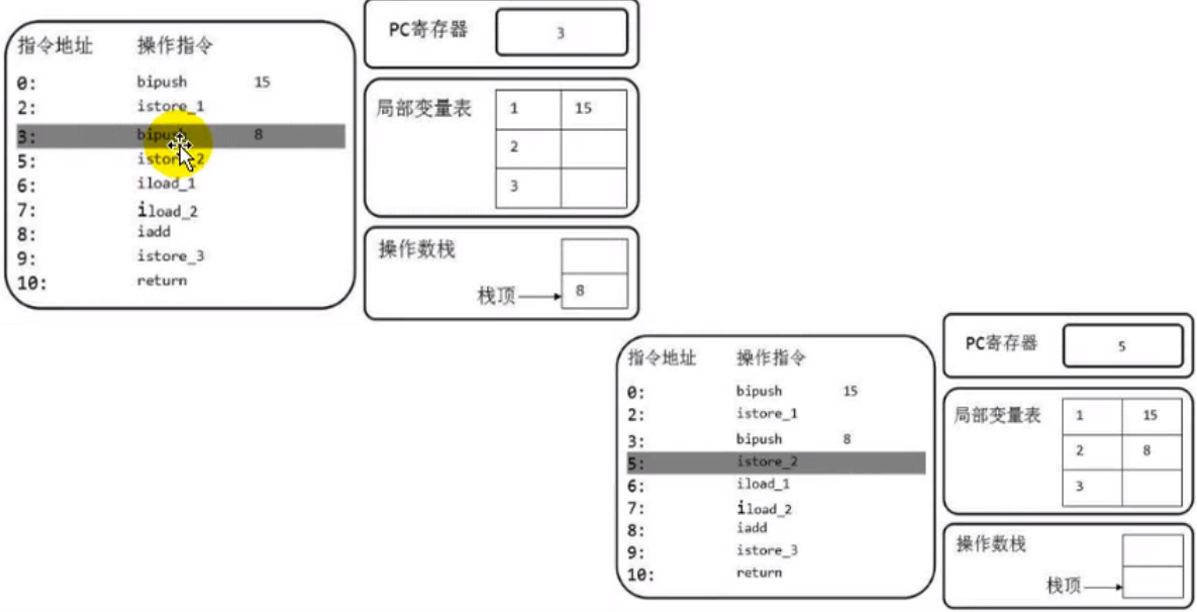 指令地址 操作指令
0: bipush 15
2: istore_1
3: bipush 8
5: istore_2
6: iload_1
7: iload_2
8: iadd
9: istore_3
10: return
PC寄存器 3
局部变量表 1 15
2
3
操作数栈
栈顶 8
指令地址 操作指令
0: bipush 15
2: istore_1
3: bipush 8
5: istore_2
6: iload_1
7: iload_2
8: iadd
9: istore_3
10: return
PC寄存器 5
局部变量表 1 15
2 8
3
操作数栈
栈顶